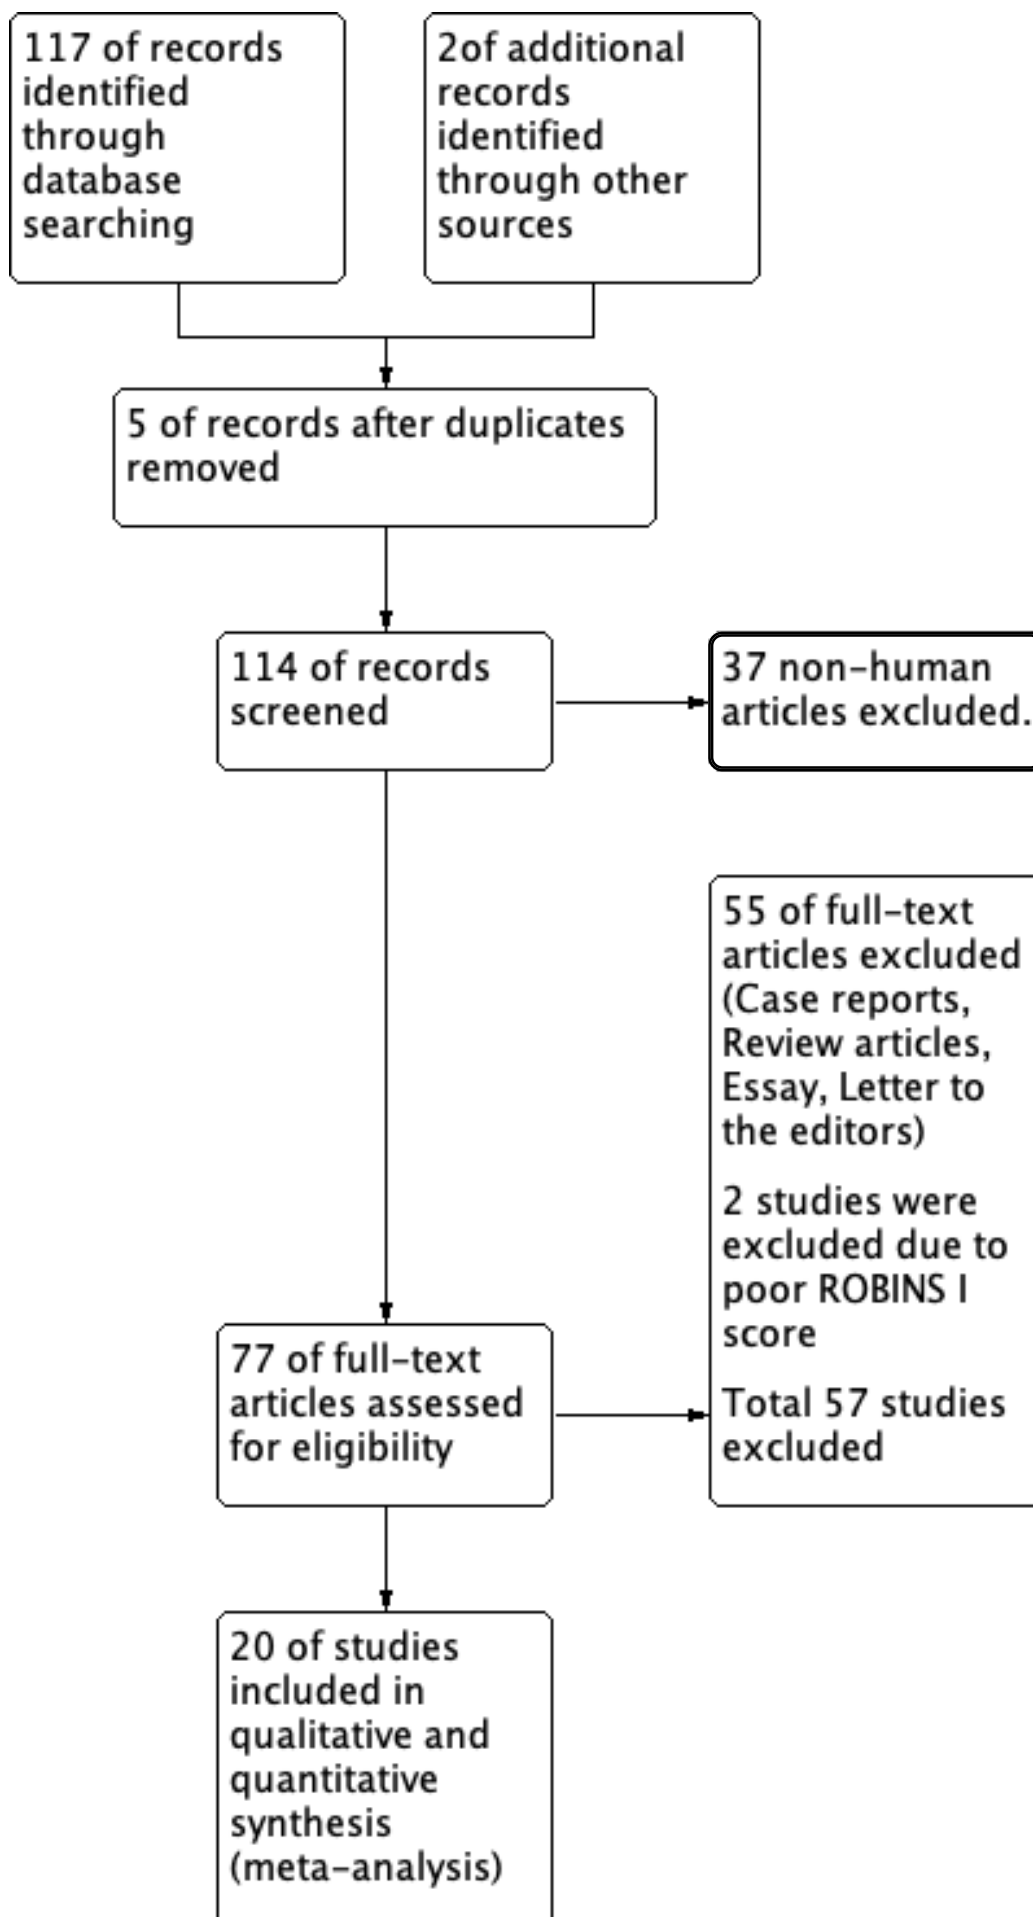 117 of records
identified
through
database
searching
2of additional
records
identified
through other
sources
5 of records after duplicates
removed
114 of records
screened
37 non-human
articles excluded.
55 of full-text
articles excluded
(Case reports,
Review articles,
Essay, Letter to
the editors)
2 studies were
excluded due to
poor ROBINS I
score
Total 57 studies
excluded
77 of full-text
articles assessed
for eligibility
20 of studies
included in
qualitative and
quantitative
synthesis
(meta-analysis)